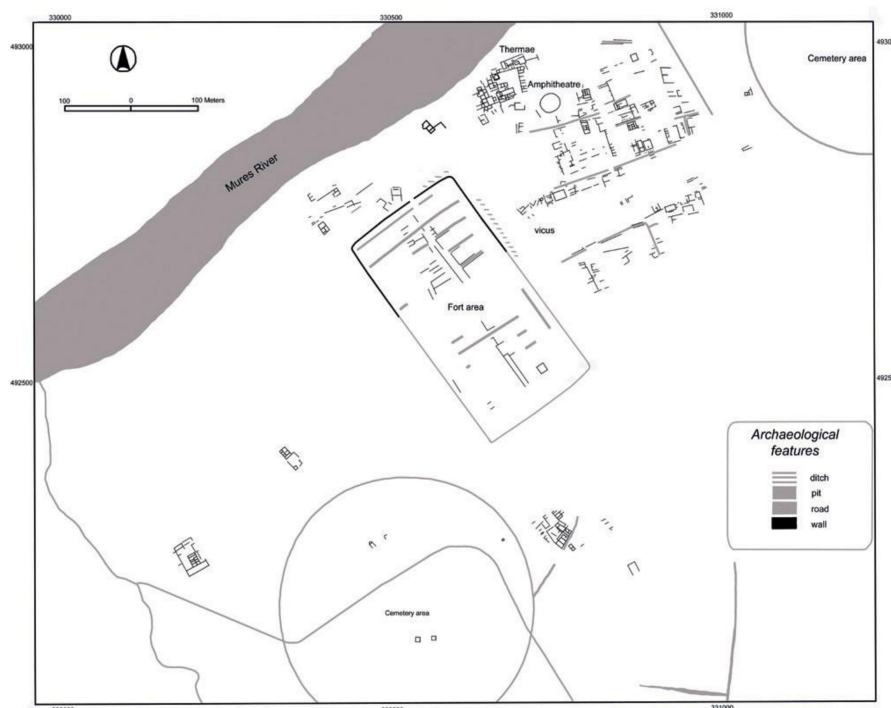 330000
330500
331000
493000
4930
Thermae
Cemetery area
Amphitheatre
100 0 100 Meters
Mures River
vicus
Fort area
492500
4925
Archaeological
features
ditch
pit
road
wall
Cemetery area
331000